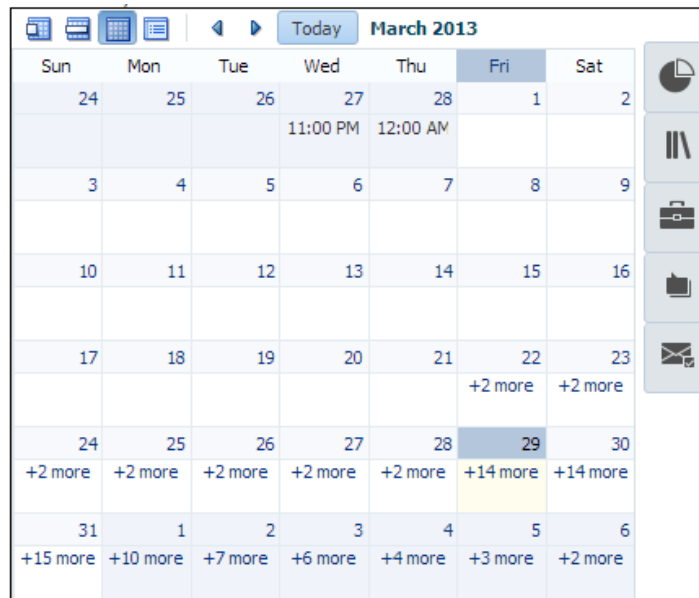 Today March 2013
Sun Mon Tue Wed Thu Fri Sat
24 25 26 27 28 1 2
11:00 PM 12:00 AM
3 4 5 6 7 8 9
10 11 12 13 14 15 16
17 18 19 20 21 22 23
+2 more +2 more
24 25 26 27 28 29 30
+2 more +2 more +2 more +2 more +2 more +14 more +14 more
31 1 2 3 4 5 6
+15 more +10 more +7 more +6 more +4 more +3 more +2 more